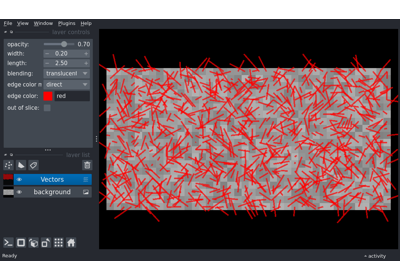 File View Window Plugins Help
layer controls
opacity: 0.70
width: 0.20
length: 2.50
blending: translucent
edge color m direct
edge color: red
out of slice:
layer list
Vectors
background
Ready
activity